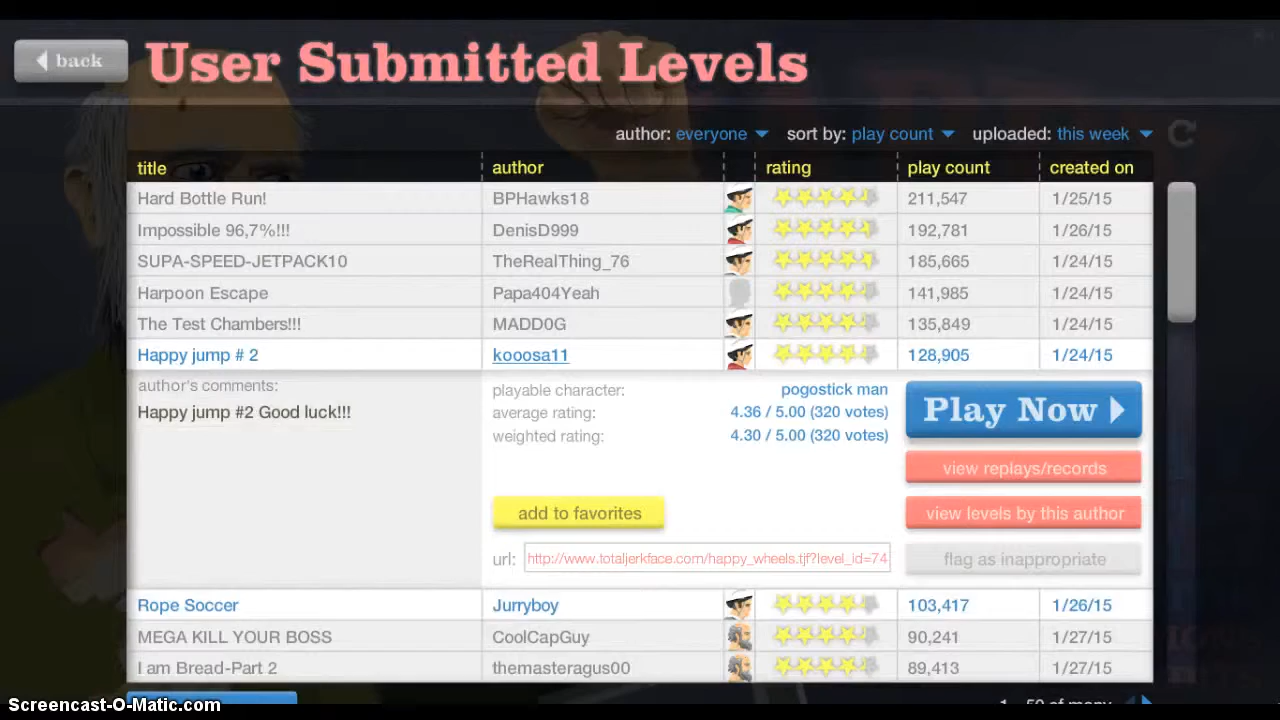 back
User Submitted Levels
author: everyone sort by: play count uploaded: this week
title author rating play count created on
Hard Bottle Run! BPHawks18 211,547 1/25/15
Impossible 96,7%!!! DenisD999 192,781 1/26/15
SUPA-SPEED-JETPACK10 TheRealThing_76 185,665 1/24/15
Harpoon Escape Papa404Yeah 141,985 1/24/15
The Test Chambers!!! MADD0G 135,849 1/24/15
Happy jump # 2 kooosa11 128,905 1/24/15
author's comments:
Happy jump #2 Good luck!!!
playable character: pogostick man
average rating: 4.36 / 5.00 (320 votes)
weighted rating: 4.30 / 5.00 (320 votes)
add to favorites
url: http://www.totaljerkface.com/happy_wheels.tjf?level_id=74
Play Now
view replays/records
view levels by this author
flag as inappropriate
Rope Soccer Jurryboy 103,417 1/26/15
MEGA KILL YOUR BOSS CoolCapGuy 90,241 1/27/15
I am Bread-Part 2 themasteragus00 89,413 1/27/15
1 - 50 of many
Screencast-O-Matic.com